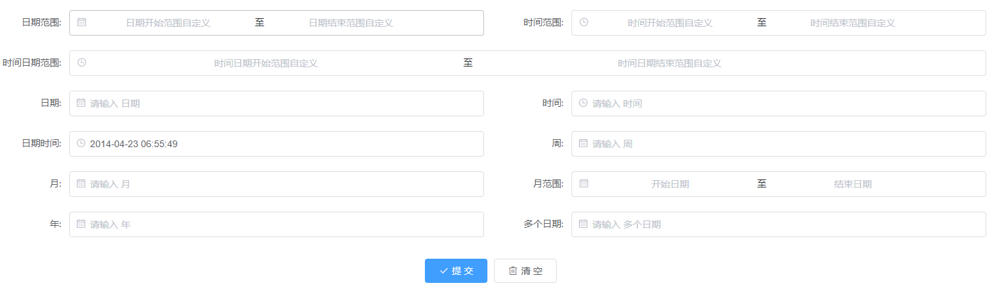 日期范围: 日期开始范围自定义 至 日期结束范围自定义 时间范围: 时间开始范围自定义 至 时间结束范围自定义
时间日期范围: 时间日期开始范围自定义 至 时间日期结束范围自定义
日期: 请输入 日期 时间: 请输入 时间
日期时间: 2014-04-23 06:55:49 周: 请输入 周
月: 请输入 月 月范围: 开始日期 至 结束日期
年: 请输入 年 多个日期: 请输入 多个日期
提 交 清 空